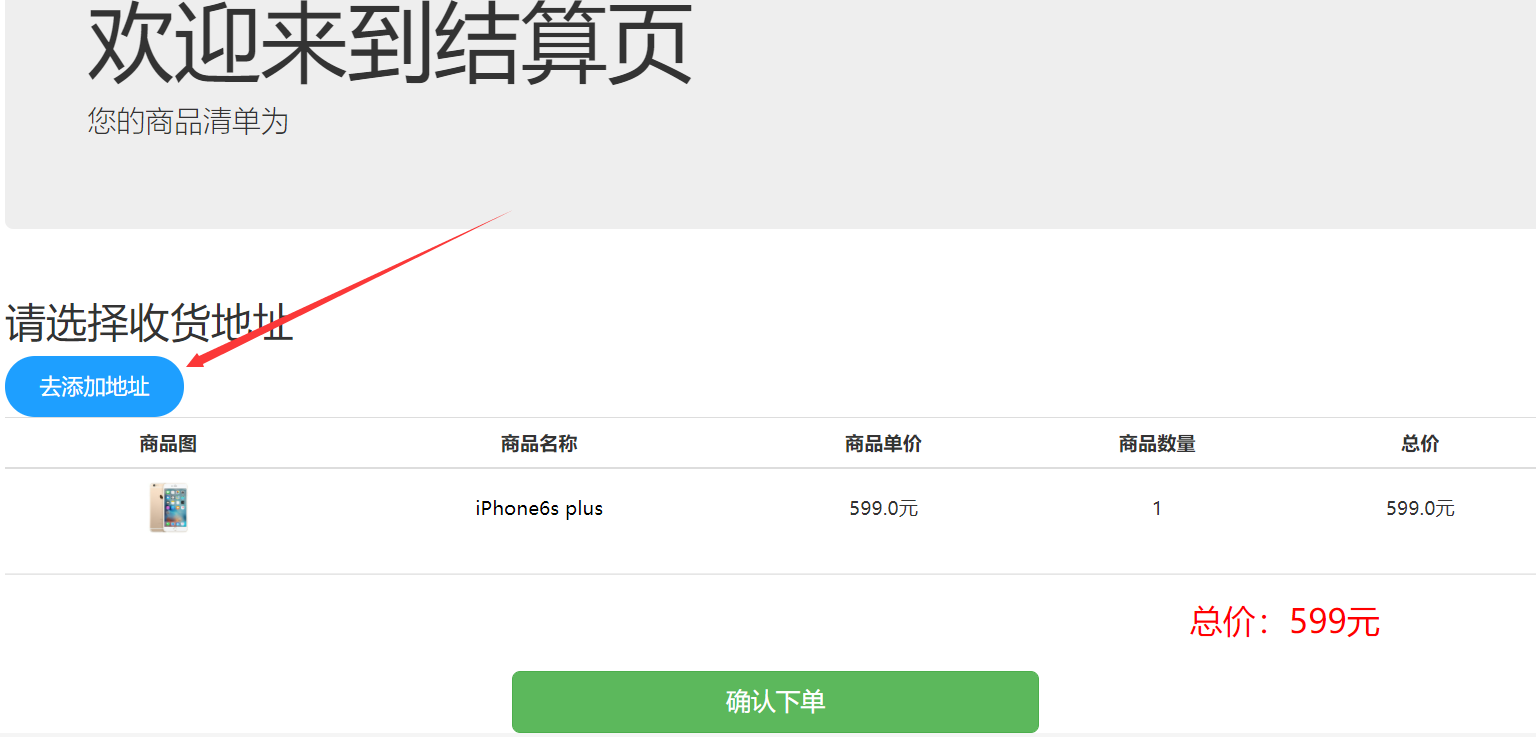 欢迎来到结算页
您的商品清单为
请选择收货地址
去添加地址
商品图 商品名称 商品单价 商品数量 总价
iPhone6s plus 599.0元 1 599.0元
总价：599元
确认下单